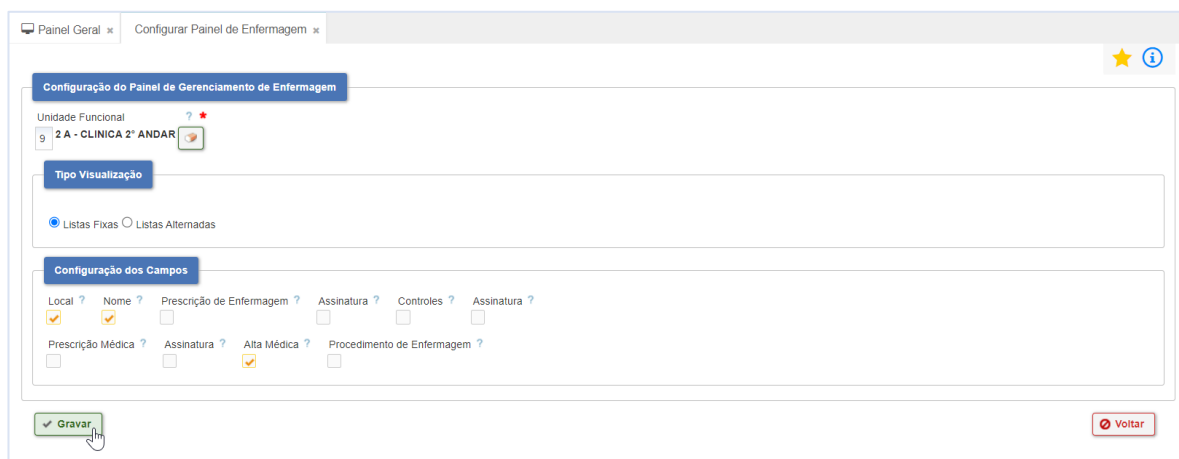 Painel Geral × Configurar Painel de Enfermagem ×
Configuração do Painel de Gerenciamento de Enfermagem
Unidade Funcional ? *
9 2 A - CLINICA 2° ANDAR
Tipo Visualização
Listas Fixas Listas Alternadas
Configuração dos Campos
Local ? Nome ? Prescrição de Enfermagem ? Assinatura ? Controles ? Assinatura ?
Prescrição Médica ? Assinatura ? Alta Médica ? Procedimento de Enfermagem ?
Gravar Voltar